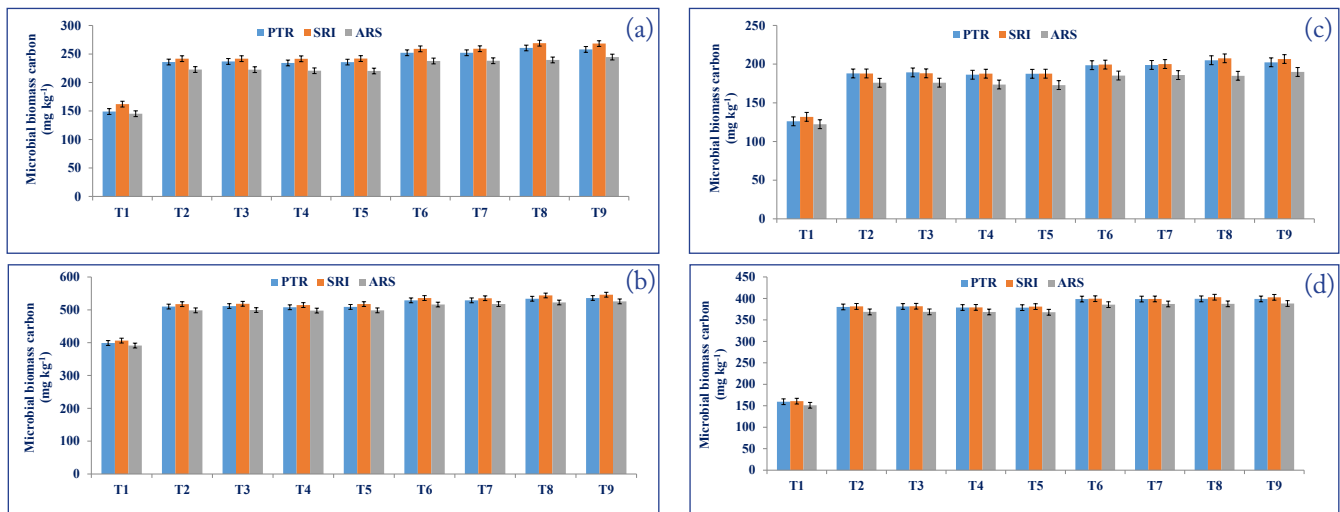 (a)
PTR SRI ARS
Microbial biomass carbon
(mg kg-1)
300
250
200
150
100
50
0
T1 T2 T3 T4 T5 T6 T7 T8 T9
(c)
PTR SRI ARS
Microbial biomass carbon
(mg kg-1)
250
200
150
100
50
0
T1 T2 T3 T4 T5 T6 T7 T8 T9
(b)
PTR SRI ARS
Microbial biomass carbon
(mg kg-1)
600
500
400
300
200
100
0
T1 T2 T3 T4 T5 T6 T7 T8 T9
(d)
PTR SRI ARS
Microbial biomass carbon
(mg kg-1)
450
400
350
300
250
200
150
100
50
0
T1 T2 T3 T4 T5 T6 T7 T8 T9